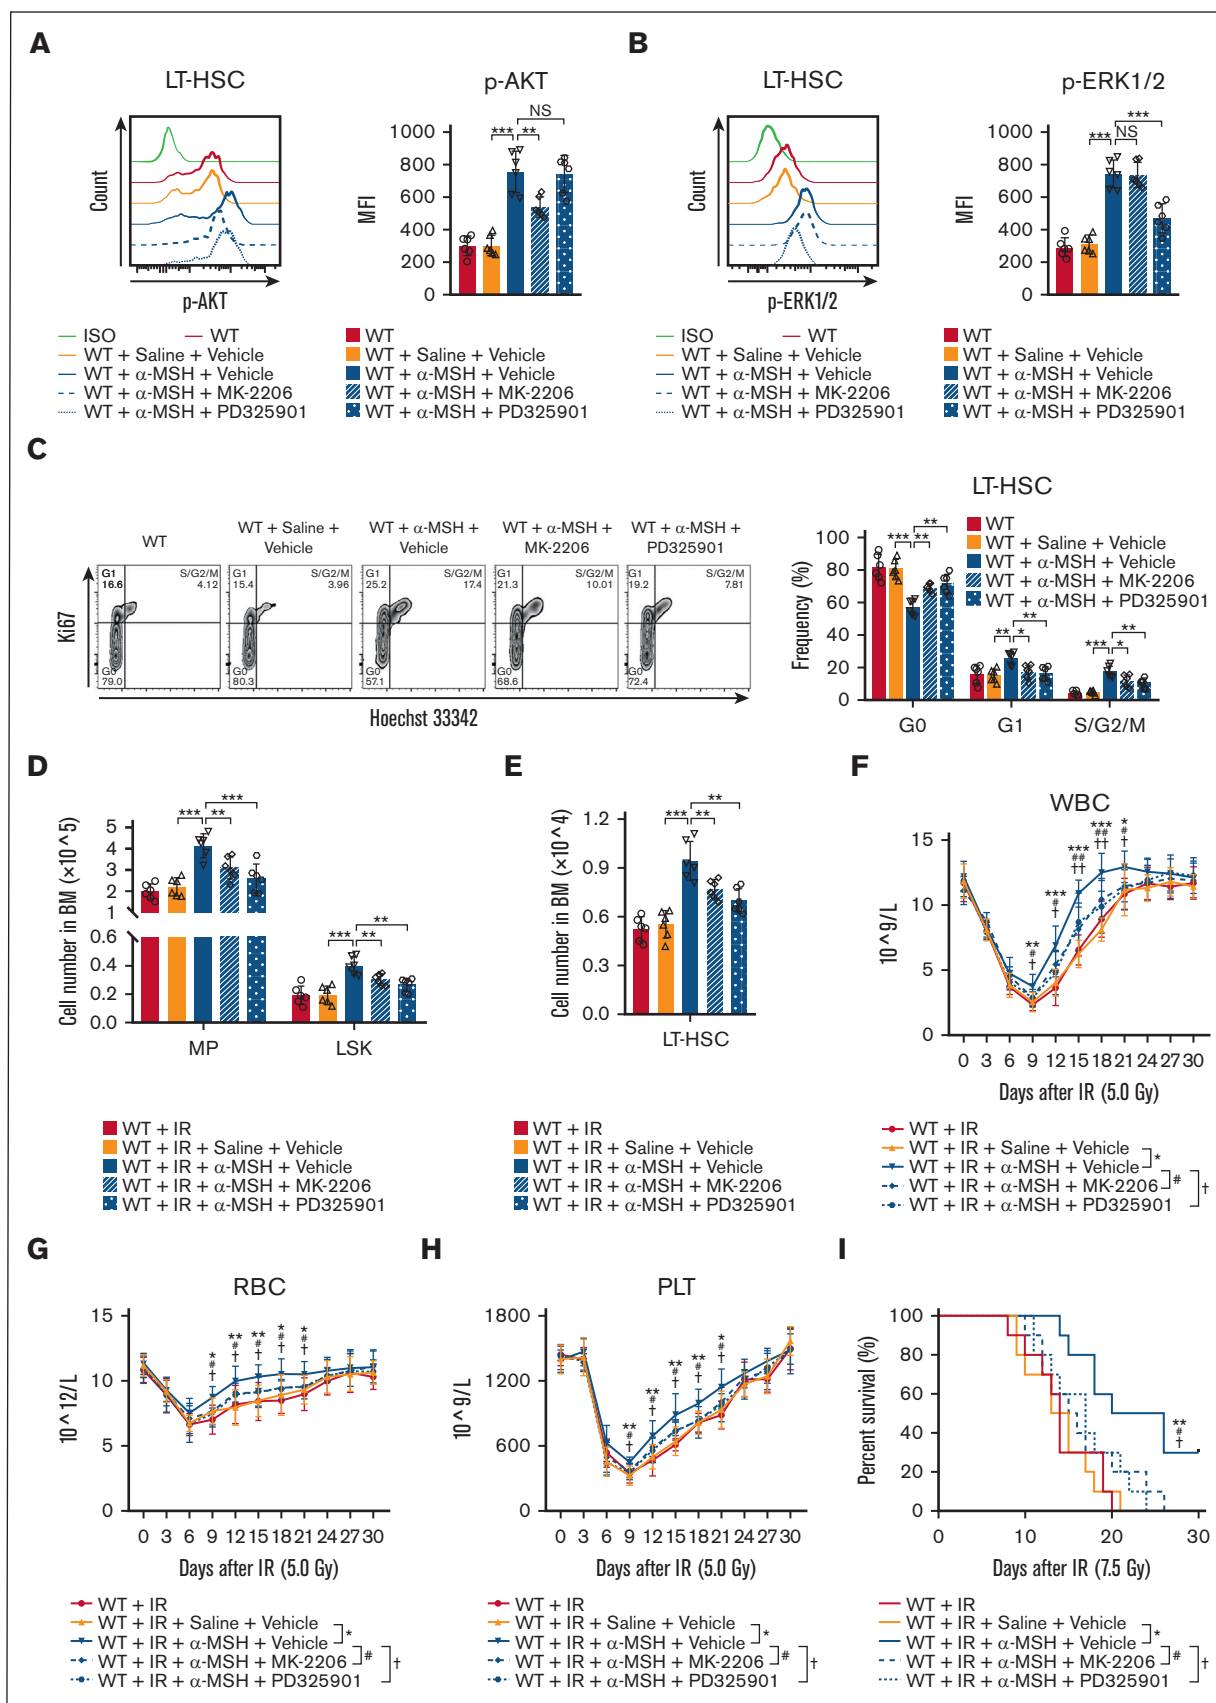 A
LT-HSC
Count
p-AKT
p-AKT
MFI
1000
800
600
400
200
0
*** ** NS
ISO WT
WT + Saline + Vehicle
WT + α-MSH + Vehicle
WT + α-MSH + MK-2206
WT + α-MSH + PD325901
WT
WT + Saline + Vehicle
WT + α-MSH + Vehicle
WT + α-MSH + MK-2206
WT + α-MSH + PD325901
B
LT-HSC
Count
p-ERK1/2
p-ERK1/2
MFI
1000
800
600
400
200
0
***
*** NS
ISO WT
WT + Saline + Vehicle
WT + α-MSH + Vehicle
WT + α-MSH + MK-2206
WT + α-MSH + PD325901
WT
WT + Saline + Vehicle
WT + α-MSH + Vehicle
WT + α-MSH + MK-2206
WT + α-MSH + PD325901
C
WT
WT + Saline +
Vehicle
WT + α-MSH +
Vehicle
WT + α-MSH +
MK-2206
WT + α-MSH +
PD325901
Ki67
G1 S/G2/M
16.6 4.12
G0
79.0
G1 S/G2/M
15.4 3.96
G0
80.3
G1 S/G2/M
25.2 17.4
G0
57.1
G1 S/G2/M
21.3 10.01
G0
68.6
G1 S/G2/M
19.2 7.81
G0
72.4
Hoechst 33342
LT-HSC
WT
WT + Saline + Vehicle
WT + α-MSH + Vehicle
WT + α-MSH + MK-2206
WT + α-MSH + PD325901
Frequency (%)
100
80
60
40
20
0
**
*** **
**
** *
**
*** *
G0 G1 S/G2/M
D
Cell number in BM (×10^5)
5
4
3
2
1
0.6
0.4
0.2
0.0
***
*** **
**
*** **
MP LSK
WT + IR
WT + IR + Saline + Vehicle
WT + IR + α-MSH + Vehicle
WT + IR + α-MSH + MK-2206
WT + IR + α-MSH + PD325901
E
Cell number in BM (×10^4)
1.2
0.9
0.6
0.3
0.0
**
*** **
LT-HSC
WT + IR
WT + IR + Saline + Vehicle
WT + IR + α-MSH + Vehicle
WT + IR + α-MSH + MK-2206
WT + IR + α-MSH + PD325901
F
WBC
10^9/L
15
10
5
0
**
#
†
***
#
†
***
##
††
***
##
††
*
#
†
0 3 6 9 12 15 18 21 24 27 30
Days after IR (5.0 Gy)
WT + IR
WT + IR + Saline + Vehicle
WT + IR + α-MSH + Vehicle
WT + IR + α-MSH + MK-2206
WT + IR + α-MSH + PD325901
* # †
G
RBC
10^12/L
15
10
5
0
*
#
†
**
#
†
**
#
†
*
#
†
*
#
†
0 3 6 9 12 15 18 21 24 27 30
Days after IR (5.0 Gy)
WT + IR
WT + IR + Saline + Vehicle
WT + IR + α-MSH + Vehicle
WT + IR + α-MSH + MK-2206
WT + IR + α-MSH + PD325901
* # †
H
PLT
10^9/L
1800
1200
600
0
**
#
†
**
#
†
**
#
†
**
#
†
*
#
†
0 3 6 9 12 15 18 21 24 27 30
Days after IR (5.0 Gy)
WT + IR
WT + IR + Saline + Vehicle
WT + IR + α-MSH + Vehicle
WT + IR + α-MSH + MK-2206
WT + IR + α-MSH + PD325901
* # †
I
Percent survival (%)
100
80
60
40
20
0
**
#
†
0 10 20 30
Days after IR (7.5 Gy)
WT + IR
WT + IR + Saline + Vehicle
WT + IR + α-MSH + Vehicle
WT + IR + α-MSH + MK-2206
WT + IR + α-MSH + PD325901
* # †